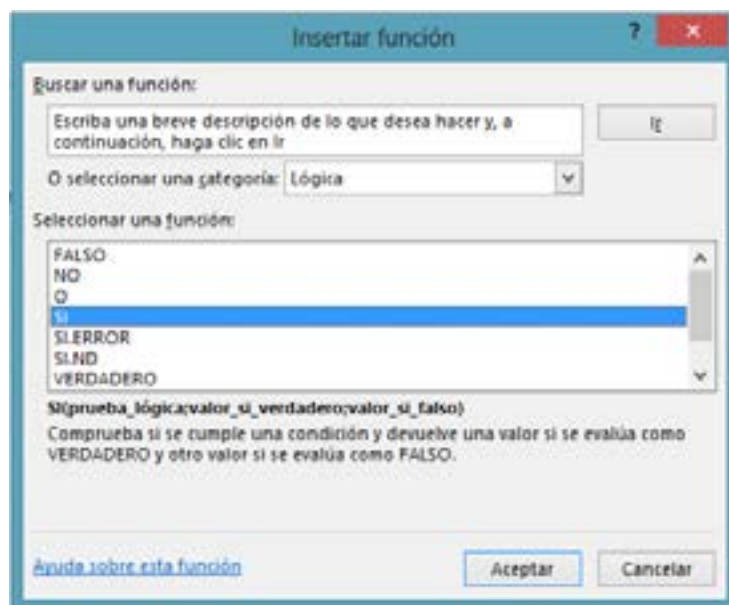 Insertar función
?
Buscar una función:
Escriba una breve descripción de lo que desea hacer y, a
continuación, haga clic en Ir
Ir
O seleccionar una categoría: Lógica
Seleccionar una función:
FALSO
NO
O
SI
SI.ERROR
SI.ND
VERDADERO
SI(prueba_lógica;valor_si_verdadero;valor_si_falso)
Comprueba si se cumple una condición y devuelve una valor si se evalúa como
VERDADERO y otro valor si se evalúa como FALSO.
Ayuda sobre esta función
Aceptar
Cancelar